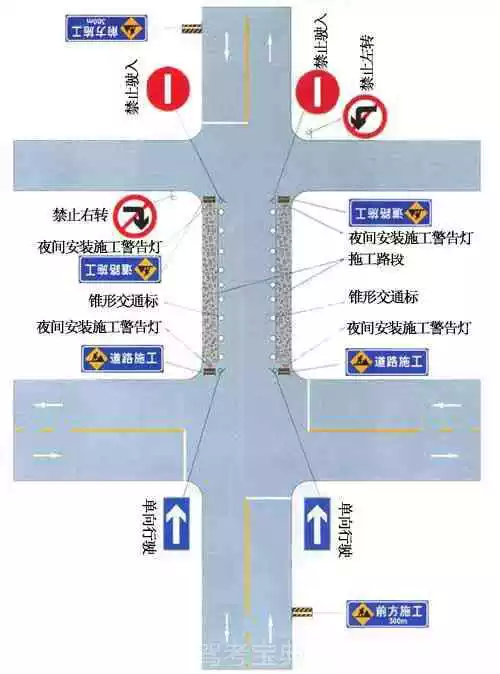 前方施工
300m
禁止驶入
禁止驶入
禁止左转
禁止右转
道路施工
夜间安装施工警告灯
夜间安装施工警告灯
道路施工
拖工路段
锥形交通标
锥形交通标
夜间安装施工警告灯
夜间安装施工警告灯
道路施工
道路施工
单向行驶
单向行驶
前方施工
300m
驾考宝典